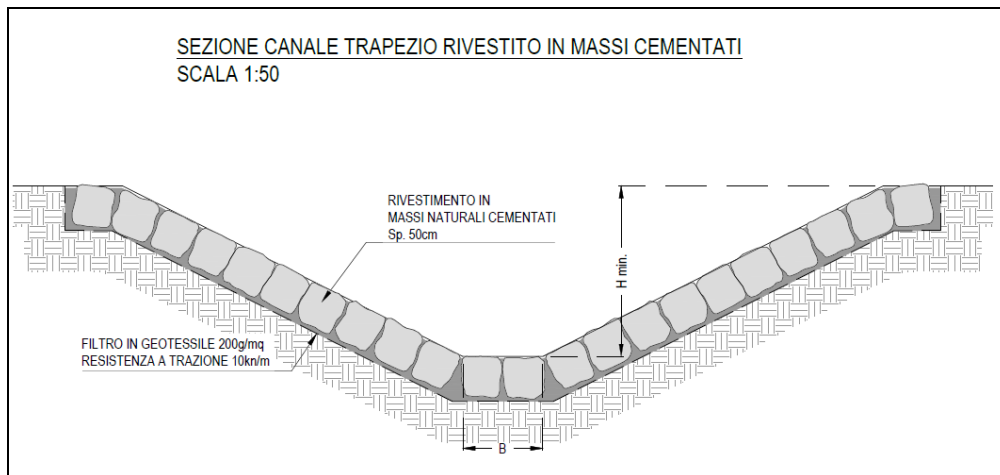 SEZIONE CANALE TRAPEZIO RIVESTITO IN MASSI CEMENTATI
SCALA 1:50
RIVESTIMENTO IN
MASSI NATURALI CEMENTATI
Sp. 50cm
H min.
FILTRO IN GEOTESSILE 200g/mq
RESISTENZA A TRAZIONE 10kn/m
B